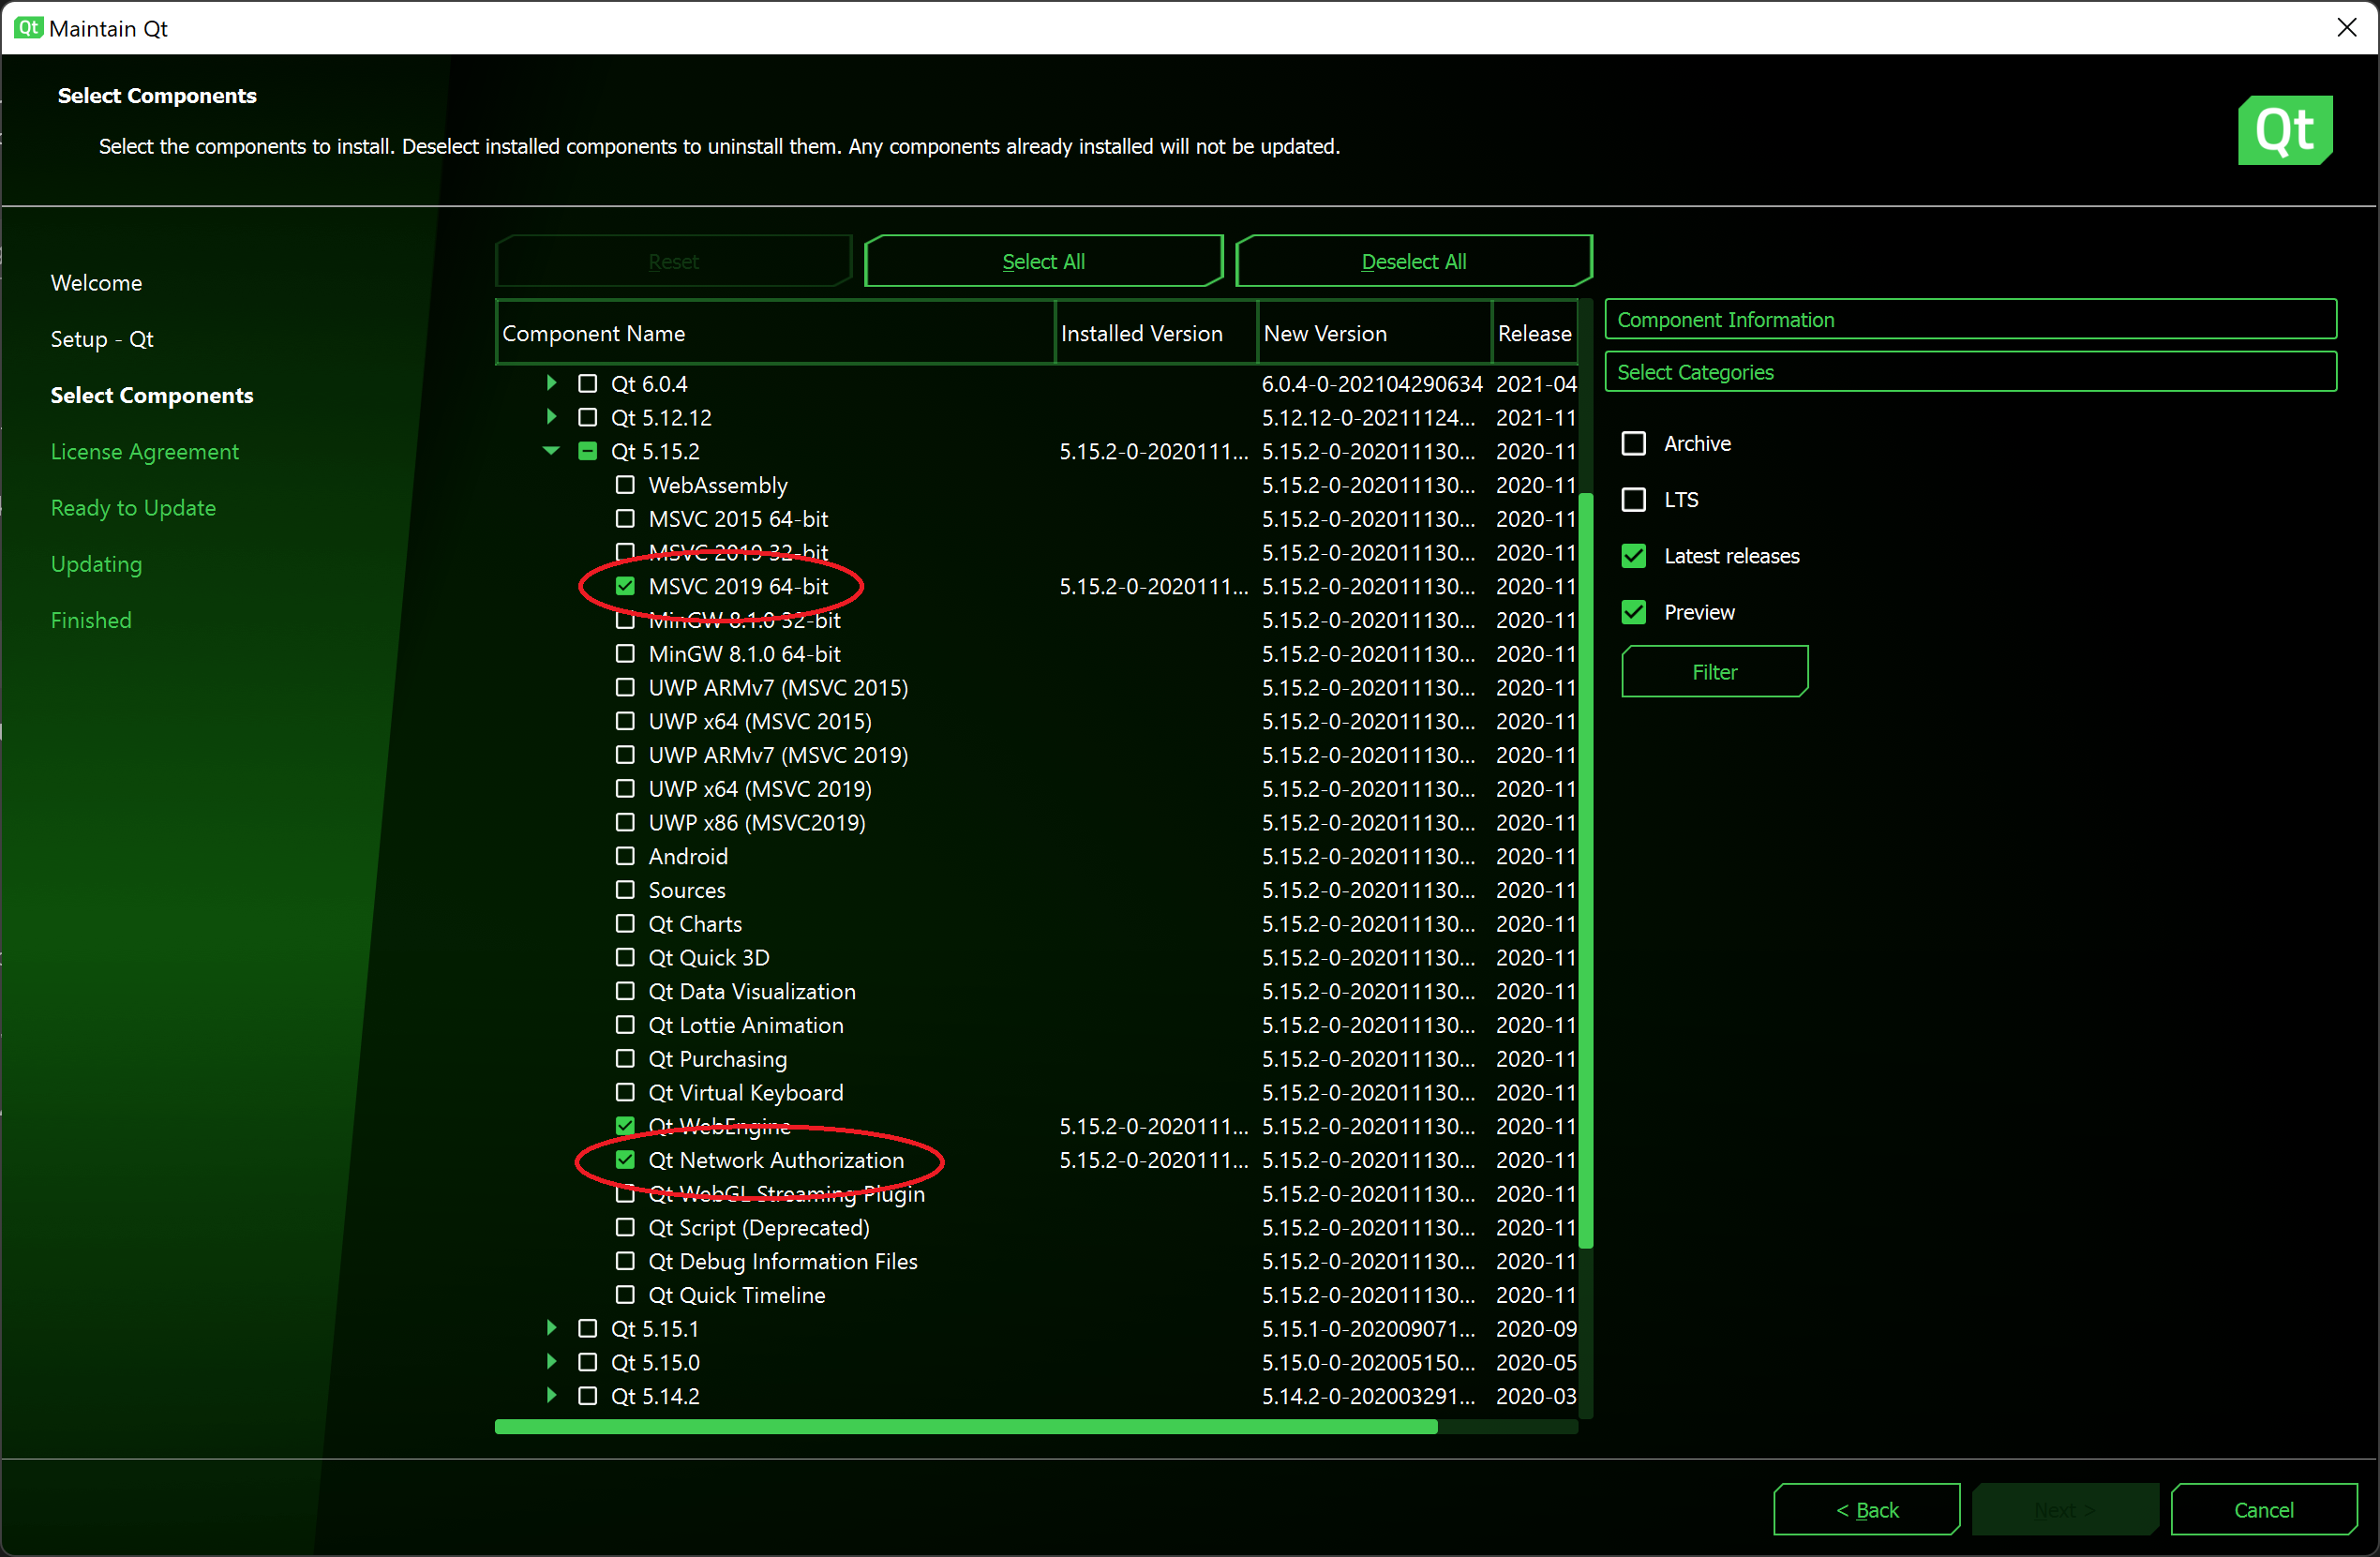 Qt Maintain Qt
Select Components
Select the components to install. Deselect installed components to uninstall them. Any components already installed will not be updated.
Qt
Welcome
Setup - Qt
Select Components
License Agreement
Ready to Update
Updating
Finished
Reset Select All Deselect All
Component Name Installed Version New Version Release
Qt 6.0.4 6.0.4-0-202104290634 2021-04
Qt 5.12.12 5.12.12-0-20211124... 2021-11
Qt 5.15.2 5.15.2-0-2020111... 5.15.2-0-202011130... 2020-11
WebAssembly 5.15.2-0-202011130... 2020-11
MSVC 2015 64-bit 5.15.2-0-202011130... 2020-11
MSVC 2019 32-bit 5.15.2-0-202011130... 2020-11
MSVC 2019 64-bit 5.15.2-0-2020111... 5.15.2-0-202011130... 2020-11
MinGW 8.1.0 32-bit 5.15.2-0-202011130... 2020-11
MinGW 8.1.0 64-bit 5.15.2-0-202011130... 2020-11
UWP ARMv7 (MSVC 2015) 5.15.2-0-202011130... 2020-11
UWP x64 (MSVC 2015) 5.15.2-0-202011130... 2020-11
UWP ARMv7 (MSVC 2019) 5.15.2-0-202011130... 2020-11
UWP x64 (MSVC 2019) 5.15.2-0-202011130... 2020-11
UWP x86 (MSVC2019) 5.15.2-0-202011130... 2020-11
Android 5.15.2-0-202011130... 2020-11
Sources 5.15.2-0-202011130... 2020-11
Qt Charts 5.15.2-0-202011130... 2020-11
Qt Quick 3D 5.15.2-0-202011130... 2020-11
Qt Data Visualization 5.15.2-0-202011130... 2020-11
Qt Lottie Animation 5.15.2-0-202011130... 2020-11
Qt Purchasing 5.15.2-0-202011130... 2020-11
Qt Virtual Keyboard 5.15.2-0-202011130... 2020-11
Qt WebEngine 5.15.2-0-2020111... 5.15.2-0-202011130... 2020-11
Qt Network Authorization 5.15.2-0-2020111... 5.15.2-0-202011130... 2020-11
Qt WebGL Streaming Plugin 5.15.2-0-202011130... 2020-11
Qt Script (Deprecated) 5.15.2-0-202011130... 2020-11
Qt Debug Information Files 5.15.2-0-202011130... 2020-11
Qt Quick Timeline 5.15.2-0-202011130... 2020-11
Qt 5.15.1 5.15.1-0-202009071... 2020-09
Qt 5.15.0 5.15.0-0-202005150... 2020-05
Qt 5.14.2 5.14.2-0-202003291... 2020-03
Component Information
Select Categories
Archive
LTS
Latest releases
Preview
Filter
< Back Next > Cancel